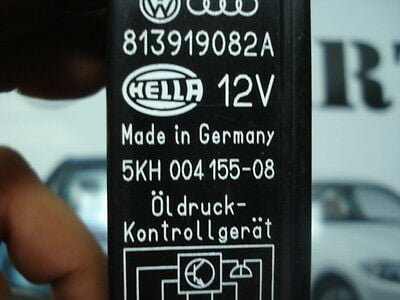 813919082A
HELLA 12V
Made in Germany
5KH 004 155-08
Öldruck-
Kontrollgerät